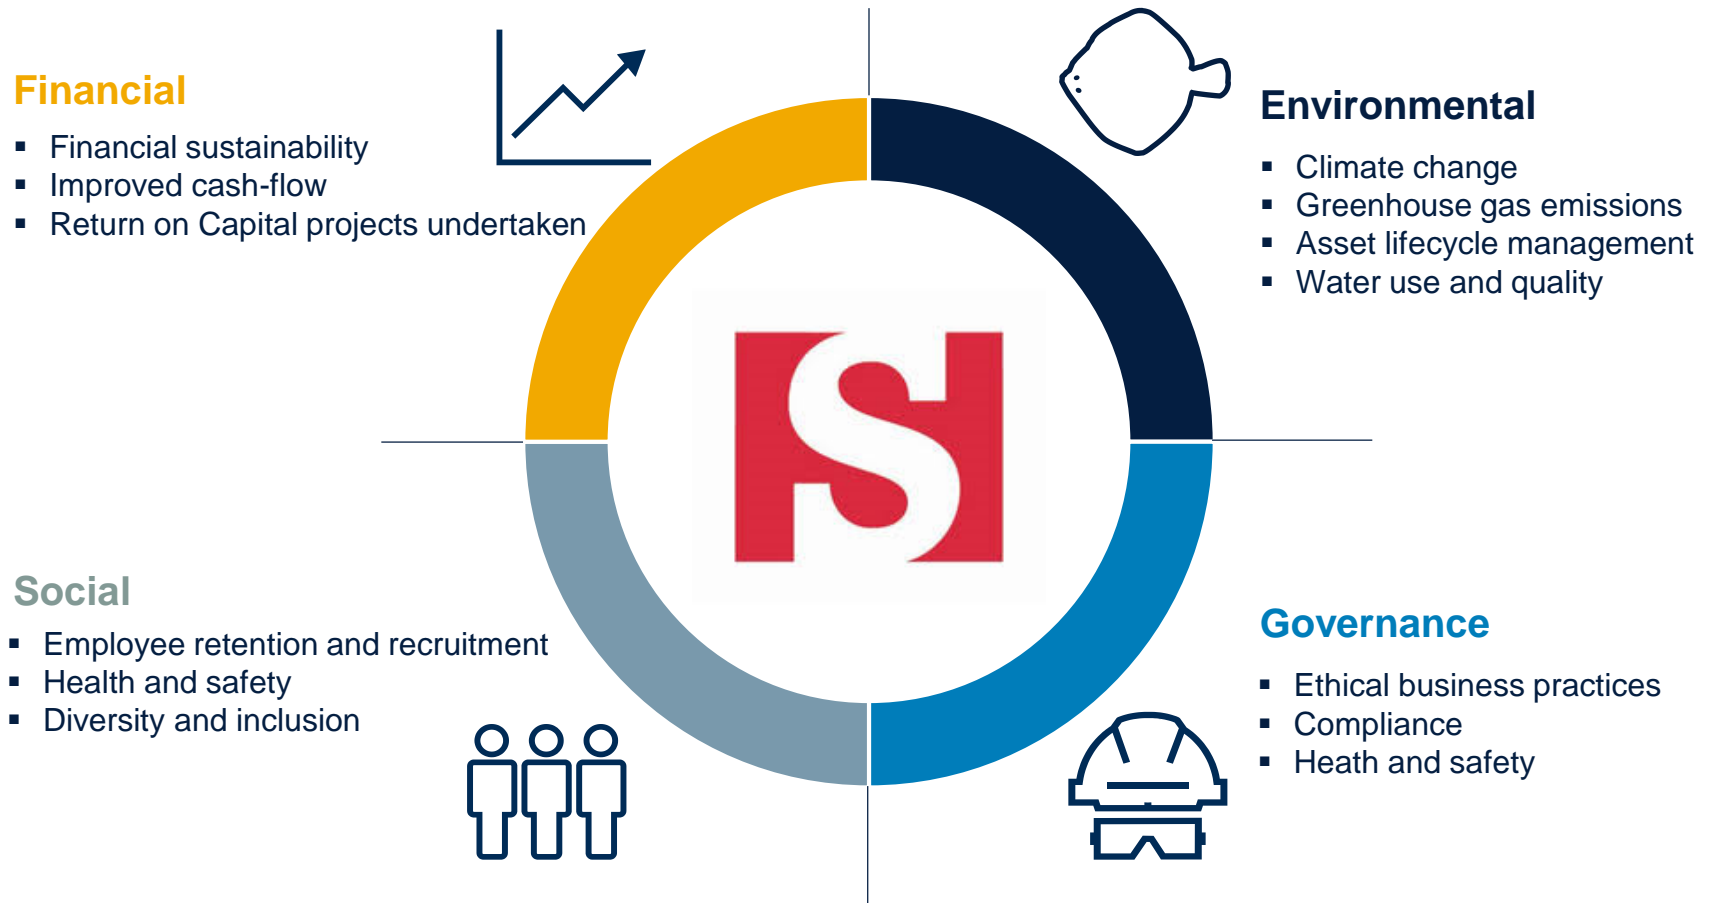 Financial
▪ Financial sustainability
▪ Improved cash-flow
▪ Return on Capital projects undertaken
Environmental
▪ Climate change
▪ Greenhouse gas emissions
▪ Asset lifecycle management
▪ Water use and quality
Social
▪ Employee retention and recruitment
▪ Health and safety
▪ Diversity and inclusion
Governance
▪ Ethical business practices
▪ Compliance
▪ Heath and safety